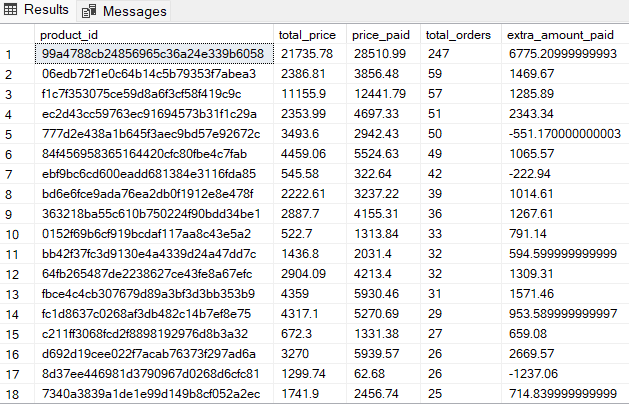 Results Messages
product_id total_price price_paid total_orders extra_amount_paid
1 99a4788cb24856965c36a24e339b6058 21735.78 28510.99 247 6775.20999999993
2 06edb72f1e0c64b14c5b79353f7abea3 2386.81 3856.48 59 1469.67
3 f1c7f353075ce59d8a6f3cf58f419c9c 11155.9 12441.79 57 1285.89
4 ec2d43cc59763ec91694573b31f1c29a 2353.99 4697.33 51 2343.34
5 777d2e438a1b645f3aec9bd57e92672c 3493.6 2942.43 50 -551.170000000003
6 84f456958365164420cfc80fbe4c7fab 4459.06 5524.63 49 1065.57
7 ebf9bc6cd600eadd681384e3116fda85 545.58 322.64 42 -222.94
8 bd6e6fce9ada76ea2db0f1912e8e478f 2222.61 3237.22 39 1014.61
9 363218ba55c610b750224f90bdd34be1 2887.7 4155.31 36 1267.61
10 0152f69b6cf919bcdaf117aa8c43e5a2 522.7 1313.84 33 791.14
11 bb42f37fc3d9130e4a4339d24a47dd7c 1436.8 2031.4 32 594.599999999999
12 64fb265487de2238627ce43fe8a67efc 2904.09 4213.4 32 1309.31
13 fbce4c4cb307679d89a3bf3d3bb353b9 4359 5930.46 31 1571.46
14 fc1d8637c0268af3db482c14b7ef8e75 4317.1 5270.69 29 953.589999999997
15 c211ff3068fcd2f8898192976d8b3a32 672.3 1331.38 27 659.08
16 d692d19cee022f7acab76373f297ad6a 3270 5939.57 26 2669.57
17 8d37ee446981d3790967d0268d6cfc81 1299.74 62.68 26 -1237.06
18 7340a3839a1de1e99d149b8cf052a2ec 1741.9 2456.74 25 714.839999999999